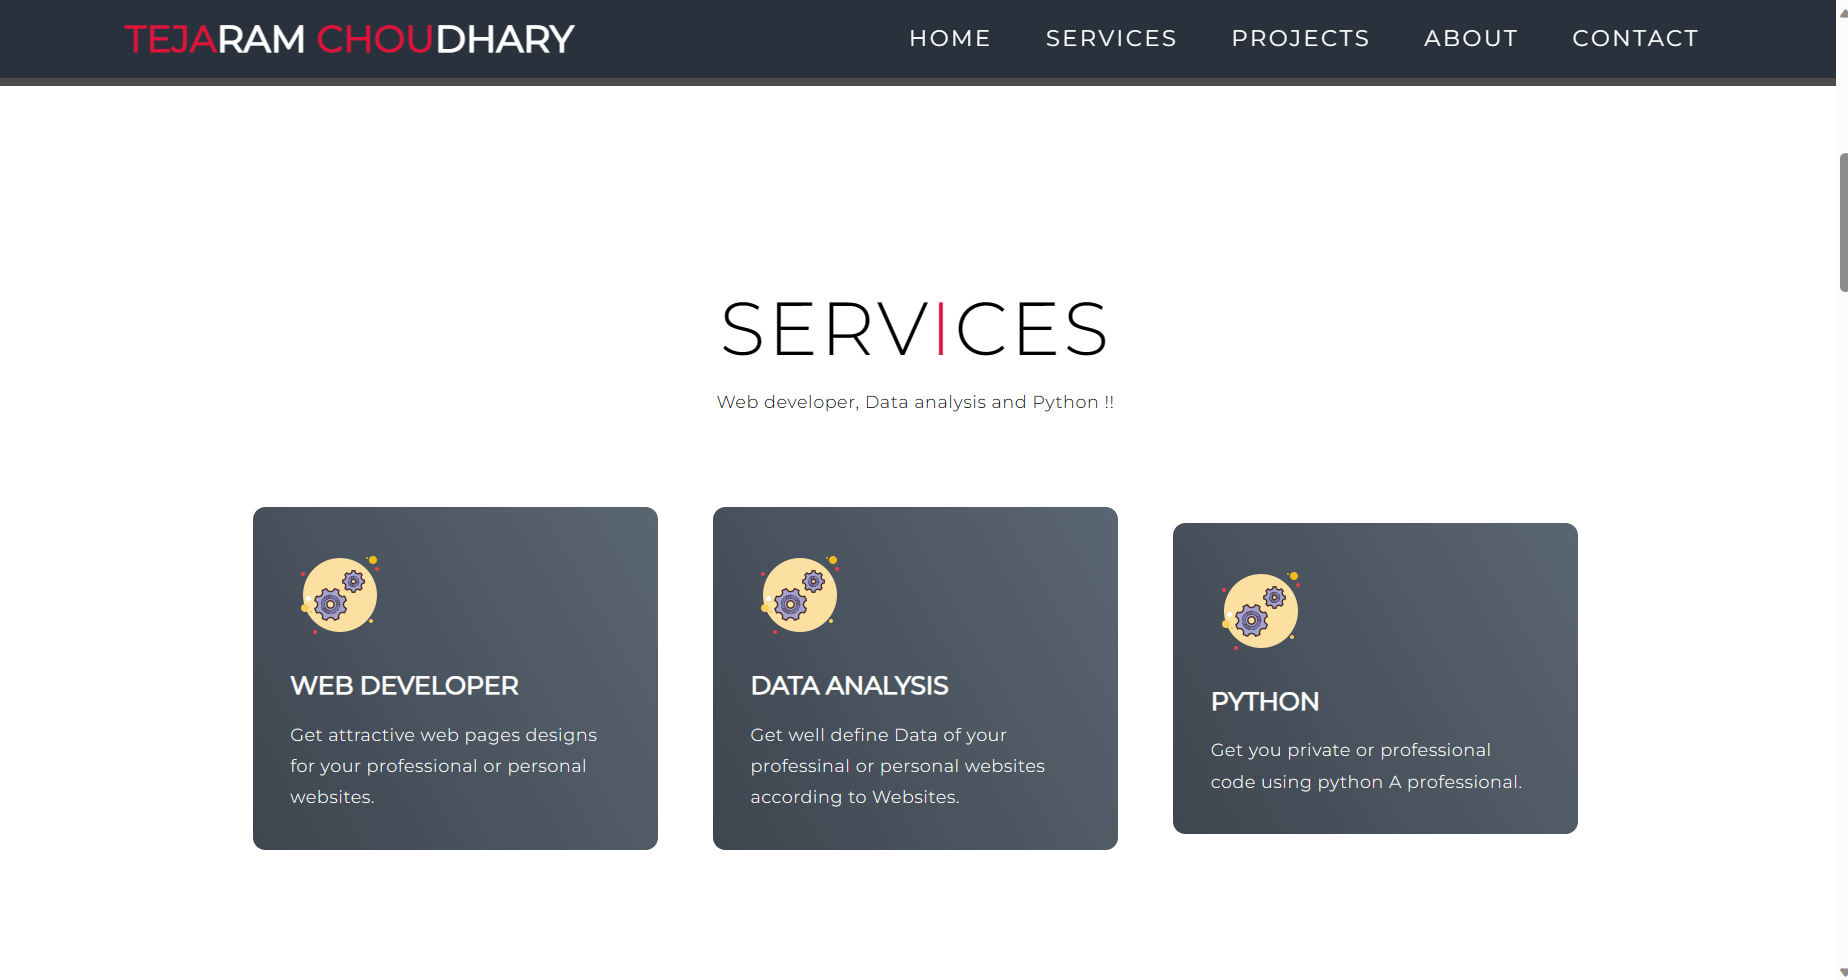 TEJARAM CHOUDHARY
HOME SERVICES PROJECTS ABOUT CONTACT
SERVICES
Web developer, Data analysis and Python !!
WEB DEVELOPER
Get attractive web pages designs
for your professional or personal
websites.
DATA ANALYSIS
Get well define Data of your
professinal or personal websites
according to Websites.
PYTHON
Get you private or professional
code using python A professional.